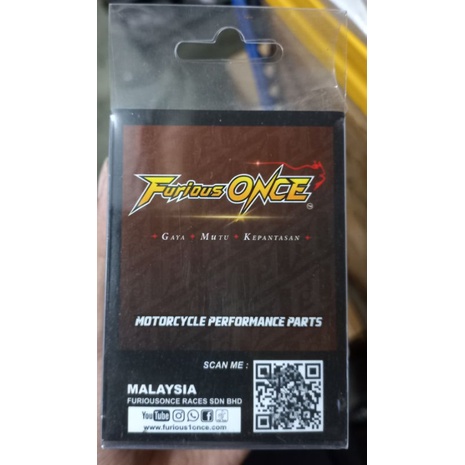 Furious ONCE
TM
Gaya Mutu Kepantasan
MOTORCYCLE PERFORMANCE PARTS
SCAN ME :
MALAYSIA
FURIOUSONCE RACES SDN BHD
YouTube
www.furious1once.com